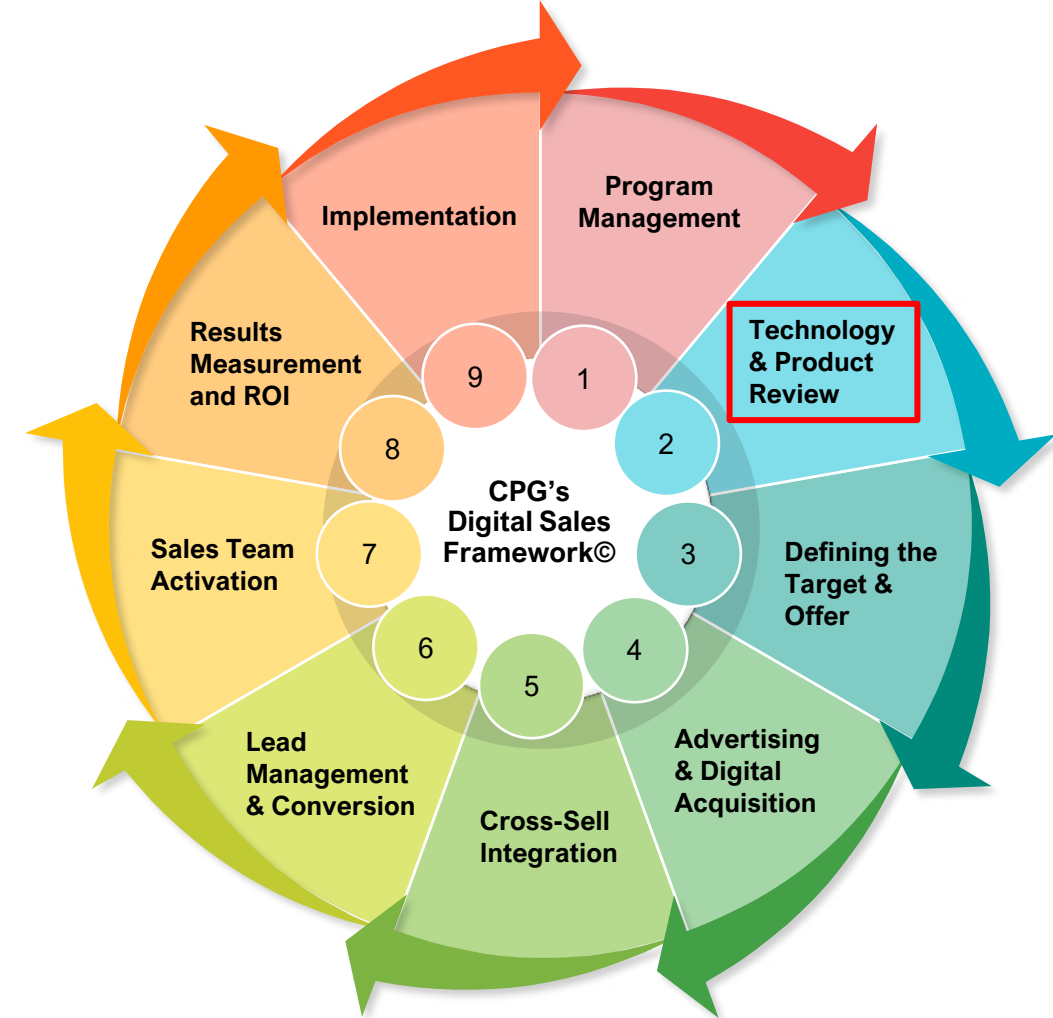 CPG's
Digital Sales
Framework©
1
Program
Management
2
Technology
& Product
Review
3
Defining the
Target &
Offer
4
Advertising
& Digital
Acquisition
5
Cross-Sell
Integration
6
Lead
Management
& Conversion
7
Sales Team
Activation
8
Results
Measurement
and ROI
9
Implementation